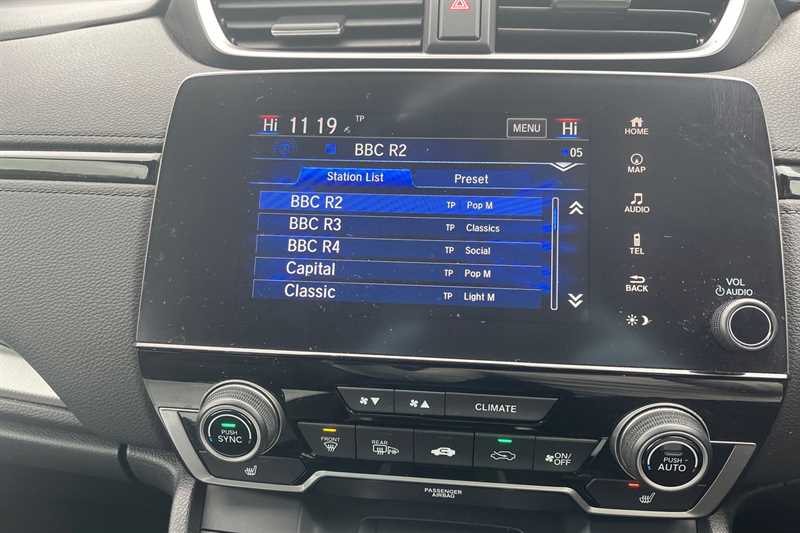 Hi 11 19 TP MENU Hi
BBC R2 05
Station List Preset
BBC R2 TP Pop M
BBC R3 TP Classics
BBC R4 TP Social
Capital TP Pop M
Classic TP Light M
HOME
MAP
AUDIO
TEL
BACK
VOL
AUDIO
CLIMATE
PUSH
SYNC
FRONT
REAR
ON/
OFF
PUSH
AUTO
PASSENGER
AIRBAG